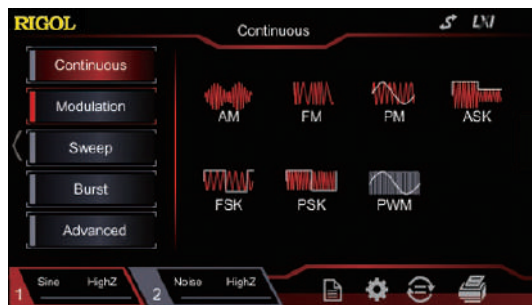 RIGOL
Continuous
LXI
Continuous
Modulation
Sweep
Burst
Advanced
AM
FM
PM
ASK
FSK
PSK
PWM
1
Sine
HighZ
2
Noise
HighZ